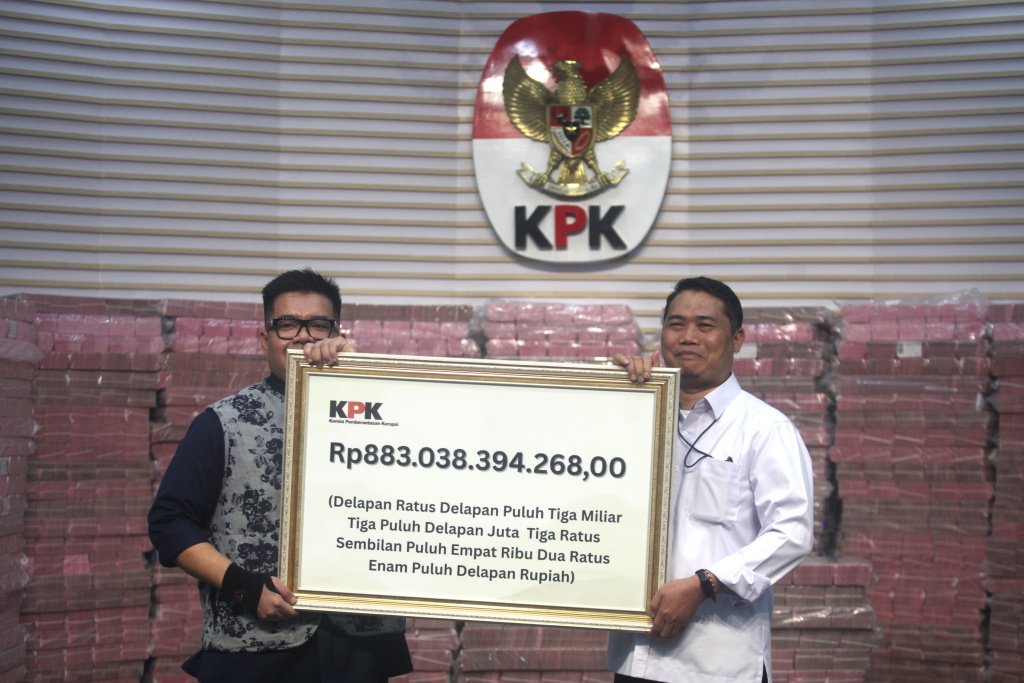 KPK
KPK
Komisi Pemberantasan Korupsi
Rp883.038.394.268,00
(Delapan Ratus Delapan Puluh Tiga Miliar
Tiga Puluh Delapan Juta Tiga Ratus
Sembilan Puluh Empat Ribu Dua Ratus
Enam Puluh Delapan Rupiah)